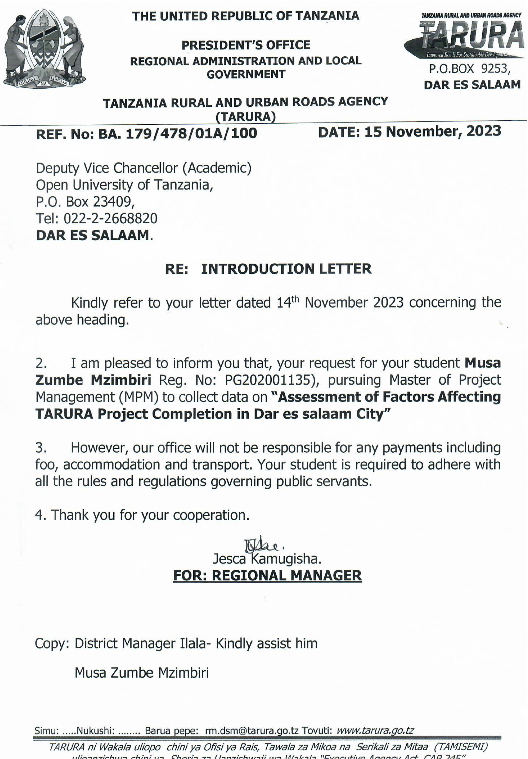 THE UNITED REPUBLIC OF TANZANIA
PRESIDENT'S OFFICE
REGIONAL ADMINISTRATION AND LOCAL
GOVERNMENT
TANZANIA RURAL AND URBAN ROADS AGENCY
(TARURA)
TANZANIA RURAL AND URBAN ROADS AGENCY
TARURA
P.O.BOX 9253,
DAR ES SALAAM
REF. No: BA. 179/478/01A/100 DATE: 15 November, 2023
Deputy Vice Chancellor (Academic)
Open University of Tanzania,
P.O. Box 23409,
Tel: 022-2-2668820
DAR ES SALAAM.
RE: INTRODUCTION LETTER
Kindly refer to your letter dated 14th November 2023 concerning the
above heading.
2. I am pleased to inform you that, your request for your student Musa
Zumbe Mzimbiri Reg. No: PG202001135), pursuing Master of Project
Management (MPM) to collect data on "Assessment of Factors Affecting
TARURA Project Completion in Dar es salaam City"
3. However, our office will not be responsible for any payments including
foo, accommodation and transport. Your student is required to adhere with
all the rules and regulations governing public servants.
4. Thank you for your cooperation.
Jesca Kamugisha.
FOR: REGIONAL MANAGER
Copy: District Manager Ilala- Kindly assist him
Musa Zumbe Mzimbiri
Simu: .....Nukushi: ........ Barua pepe: rm.dsm@tarura.go.tz Tovuti: www.tarura.go.tz
TARURA ni Wakala uliopo chini ya Ofisi ya Rais, Tawala za Mikoa na Serikali za Mitaa (TAMISEMI)